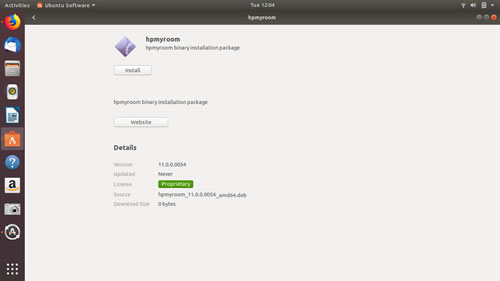 Activities Ubuntu Software Tue 12:04
hpmyroom
hpmyroom
hpmyroom binary installation package
Install
hpmyroom binary installation package
Website
Details
Version 11.0.0.0054
Updated Never
License Proprietary
Source hpmyroom_11.0.0.0054_amd64.deb
Download Size 0 bytes